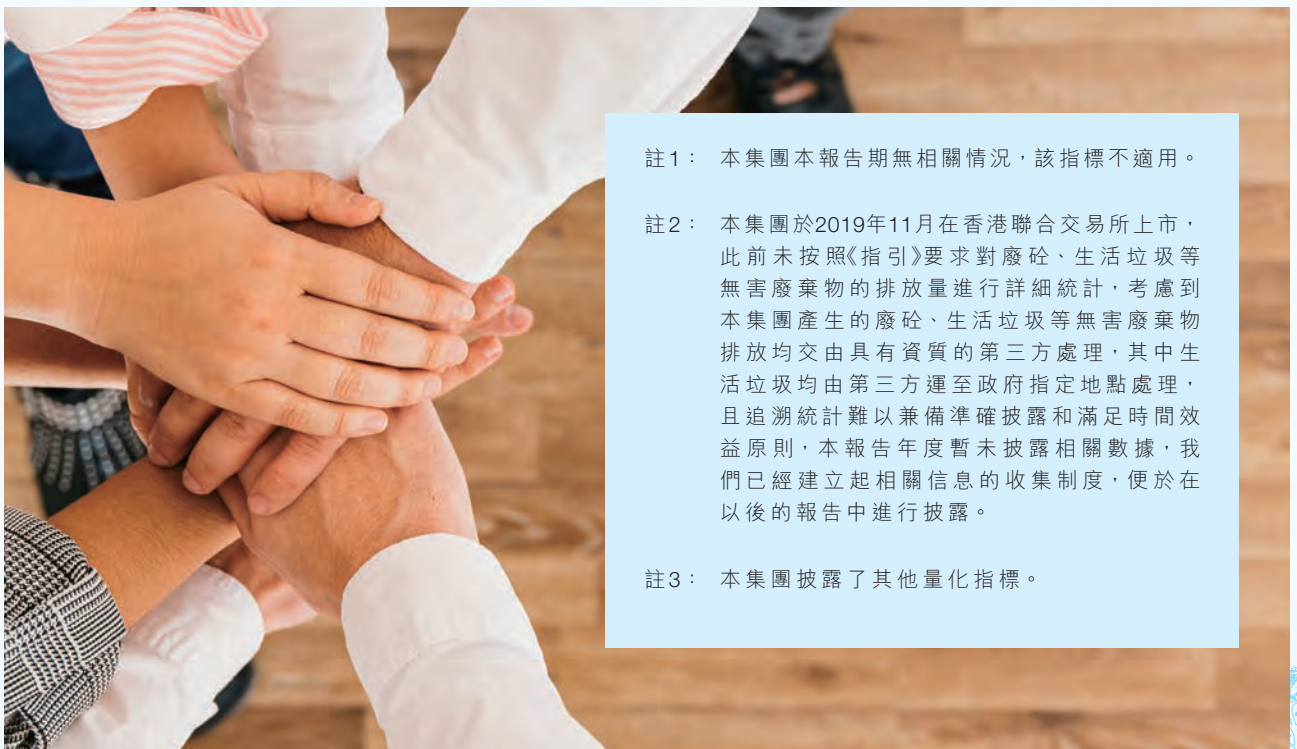 註1： 本集團本報告期無相關情況，該指標不適用。
註2： 本集團於2019年11月在香港聯合交易所上市，
此前未按照《指引》要求對廢砼、生活垃圾等
無害廢棄物的排放量進行詳細統計，考慮到
本集團產生的廢砼、生活垃圾等無害廢棄物
排放均交由具有資質的第三方處理，其中生
活垃圾均由第三方運至政府指定地點處理，
且追溯統計難以兼備準確披露和滿足時間效
益原則，本報告年度暫未披露相關數據，我
們已經建立起相關信息的收集制度，便於在
以後的報告中進行披露。
註3： 本集團披露了其他量化指標。